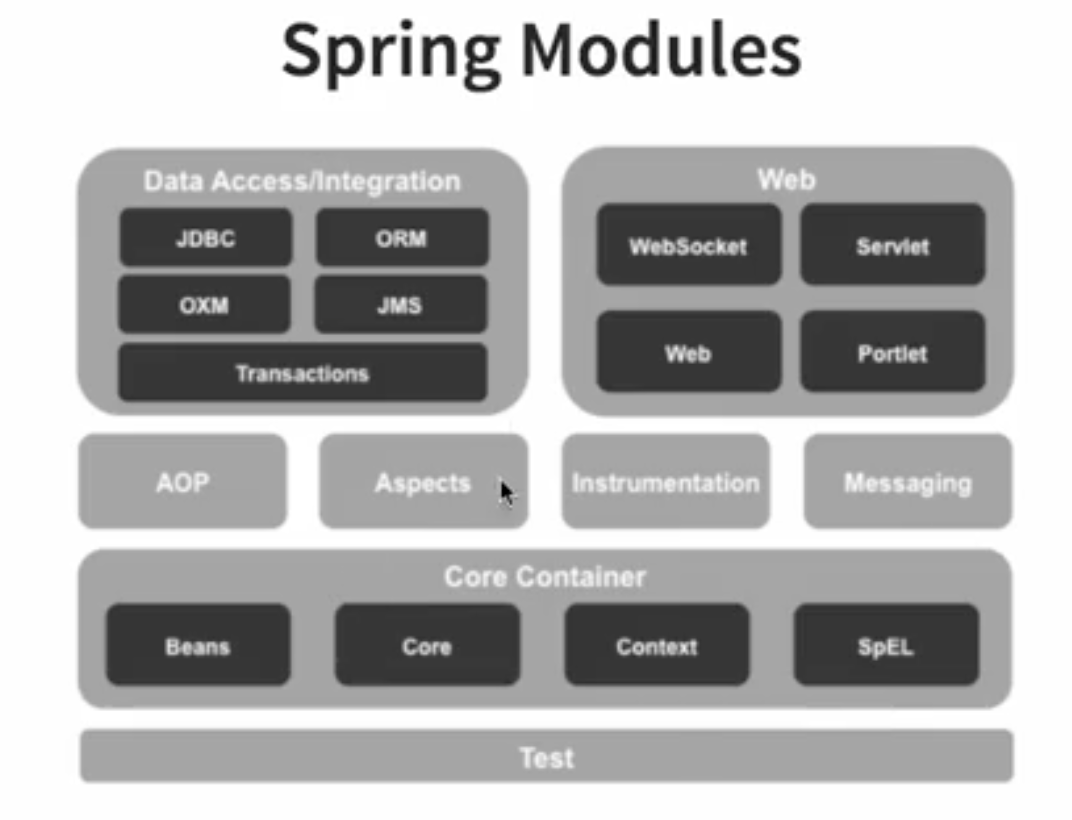 Spring Modules
Data Access/Integration
JDBC
ORM
OXM
JMS
Transactions
Web
WebSocket
Servlet
Web
Portlet
AOP
Aspects
Instrumentation
Messaging
Core Container
Beans
Core
Context
SpEL
Test